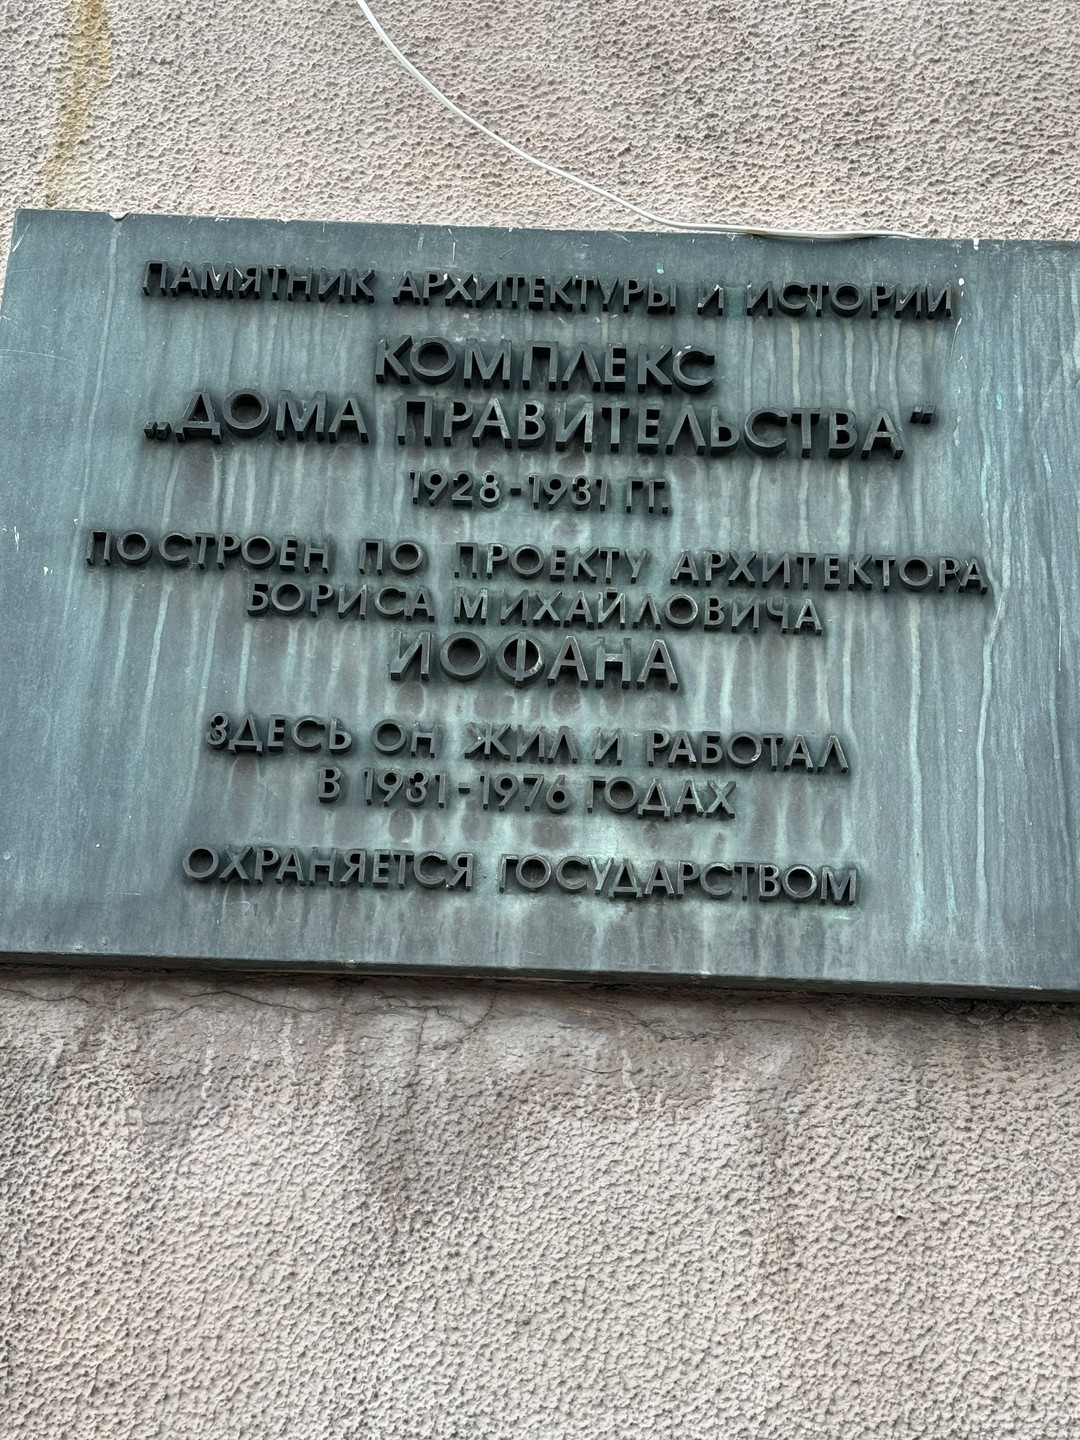 ПАМЯТНИК АРХИТЕКТУРЫ И ИСТОРИИ
КОМПЛЕКС
„ДОМА ПРАВИТЕЛЬСТВА“
1928-1931 ГГ.
ПОСТРОЕН ПО ПРОЕКТУ АРХИТЕКТОРА
БОРИСА МИХАЙЛОВИЧА
ИОФАНА
ЗДЕСЬ ОН ЖИЛ И РАБОТАЛ
В 1931-1976 ГОДАХ
ОХРАНЯЕТСЯ ГОСУДАРСТВОМ